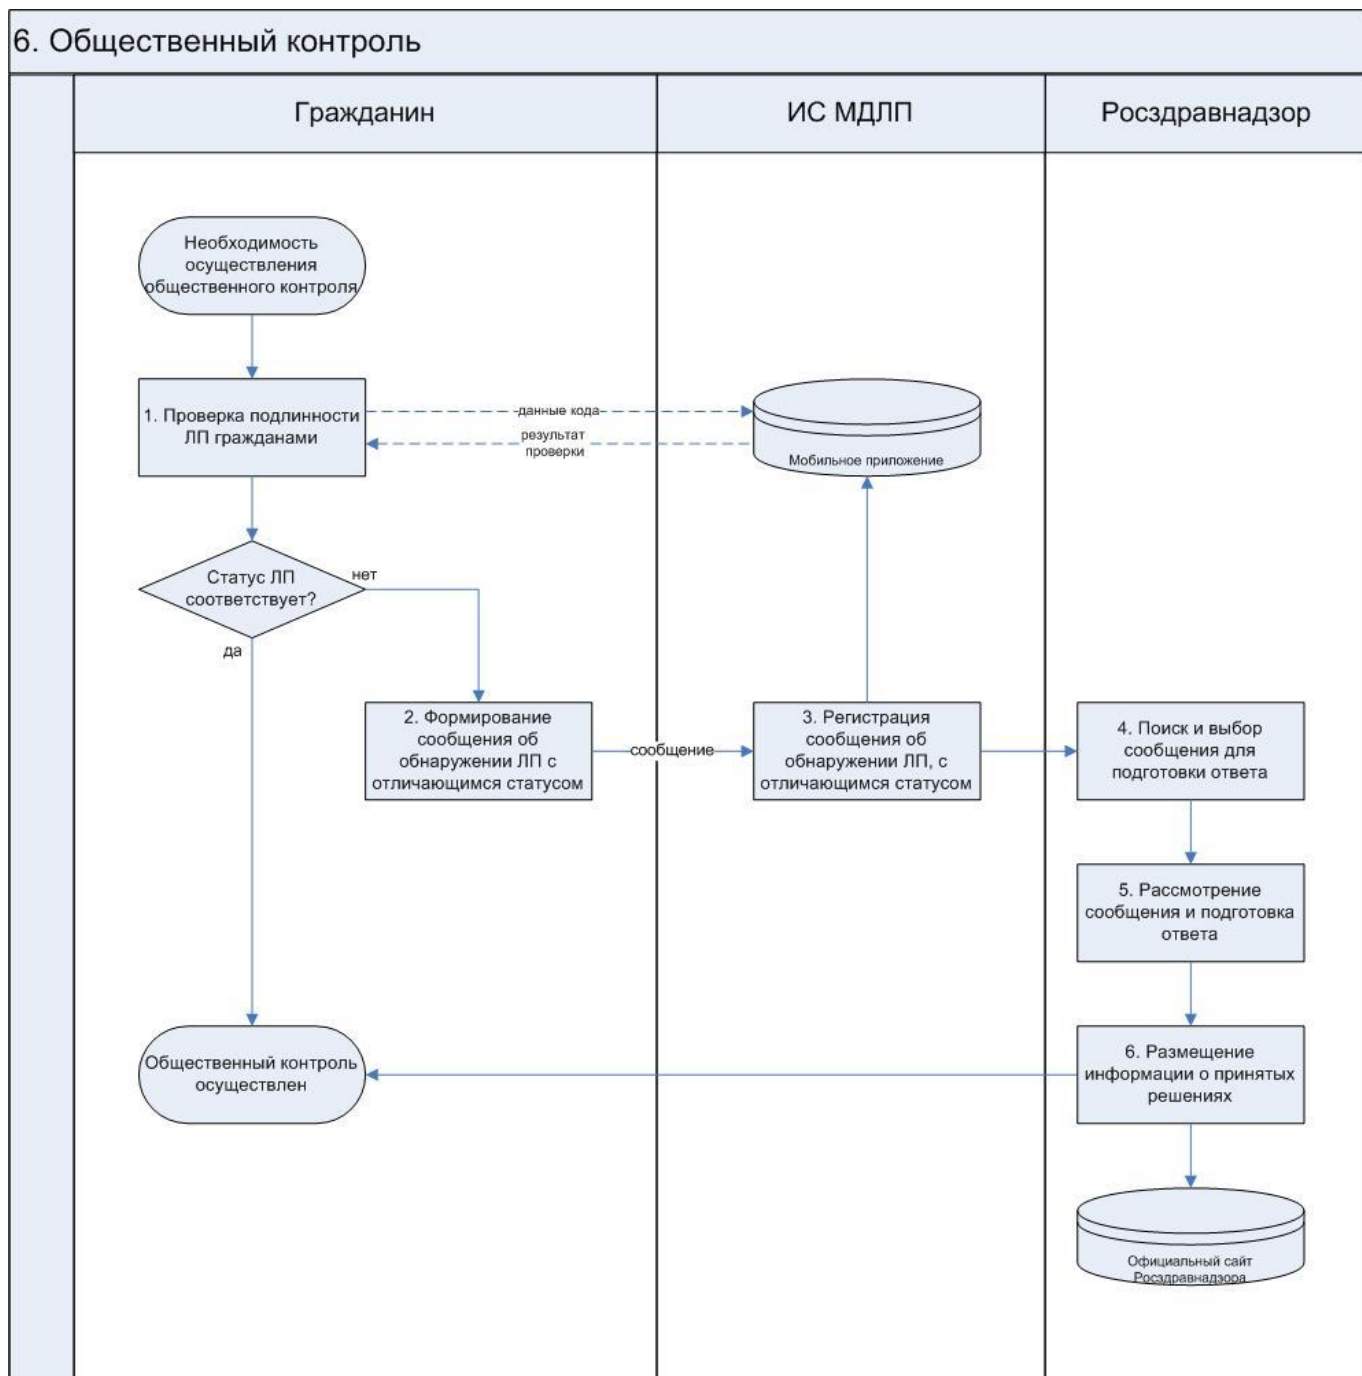 6. Общественный контроль
Гражданин
ИС МДЛП
Росздравнадзор
Необходимость
осуществления
общественного контроля
1. Проверка подлинности
ЛП гражданами
данные кода
результат
проверки
Мобильное приложение
Статус ЛП
соответствует?
нет
да
2. Формирование
сообщения об
обнаружении ЛП с
отличающимся статусом
сообщение
3. Регистрация
сообщения об
обнаружении ЛП, с
отличающимся статусом
4. Поиск и выбор
сообщения для
подготовки ответа
5. Рассмотрение
сообщения и подготовка
ответа
Общественный контроль
осуществлен
6. Размещение
информации о принятых
решениях
Официальный сайт
Росздравнадзора